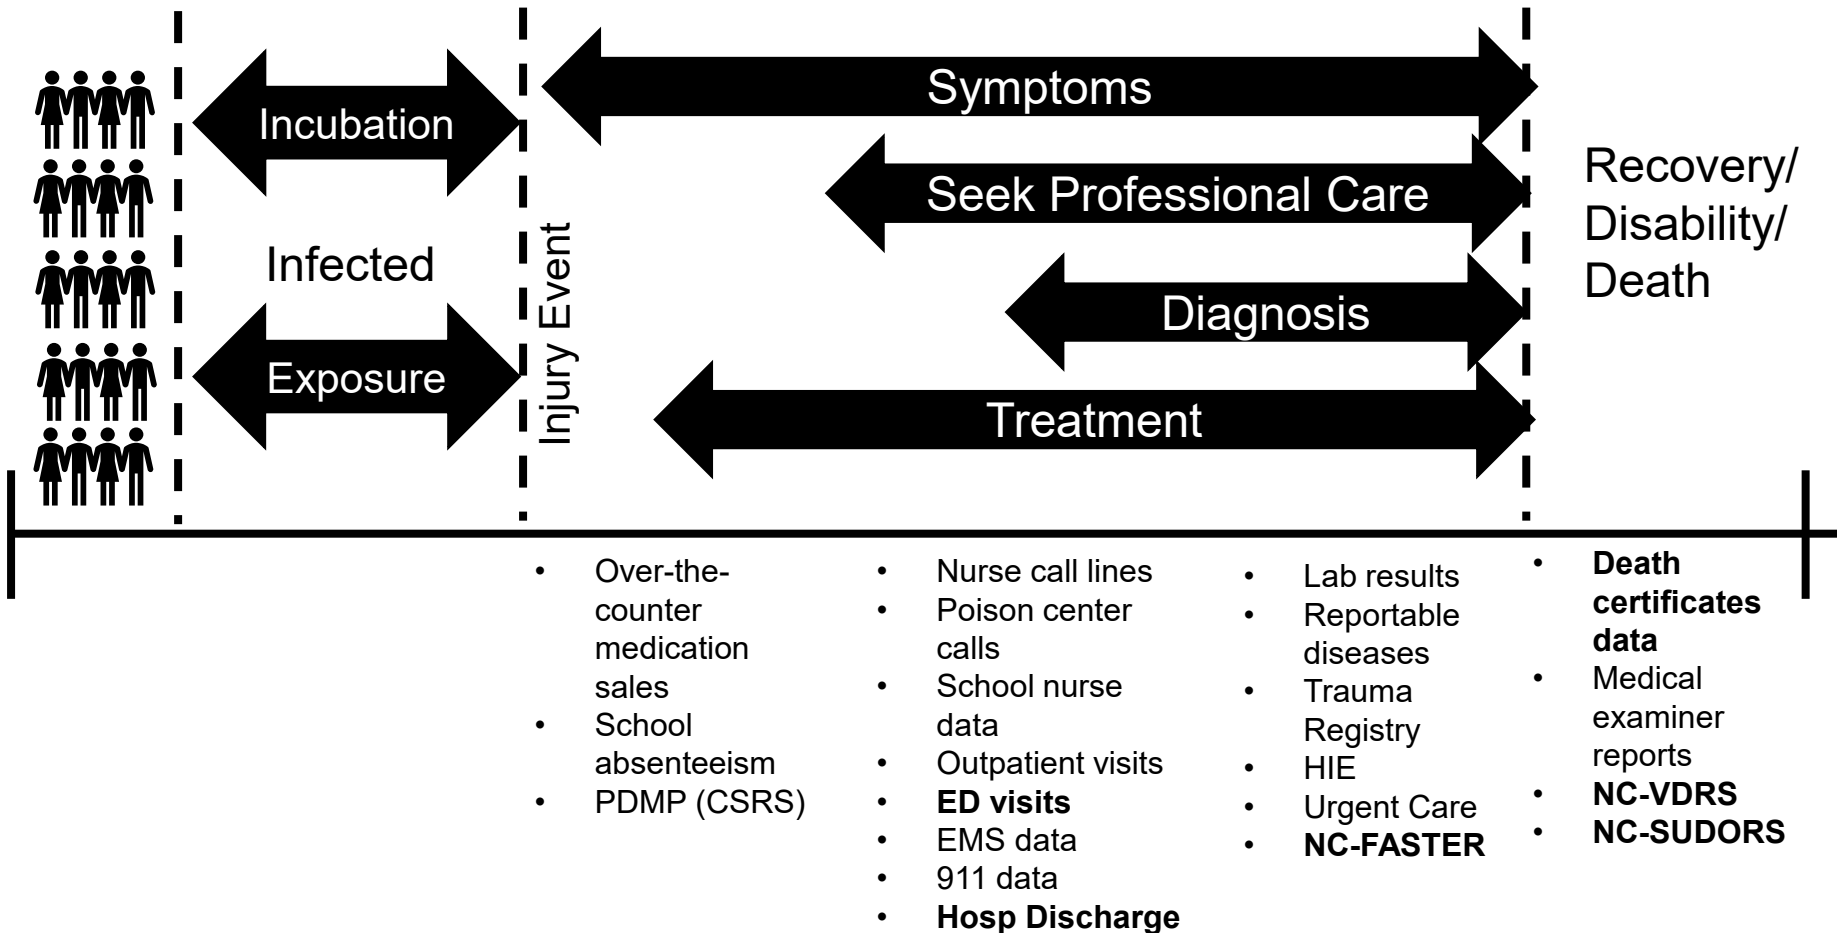 Symptoms
Incubation
Seek Professional Care
Recovery/
Disability/
Death
Infected
Injury Event
Diagnosis
Exposure
Treatment
• Over-the-
counter
medication
sales
• School
absenteeism
• PDMP (CSRS)
• Nurse call lines
• Poison center
calls
• School nurse
data
• Outpatient visits
• ED visits
• EMS data
• 911 data
• Hosp Discharge
• Lab results
• Reportable
diseases
• Trauma
Registry
• HIE
• Urgent Care
• NC-FASTER
• Death
certificates
data
• Medical
examiner
reports
• NC-VDRS
• NC-SUDORS